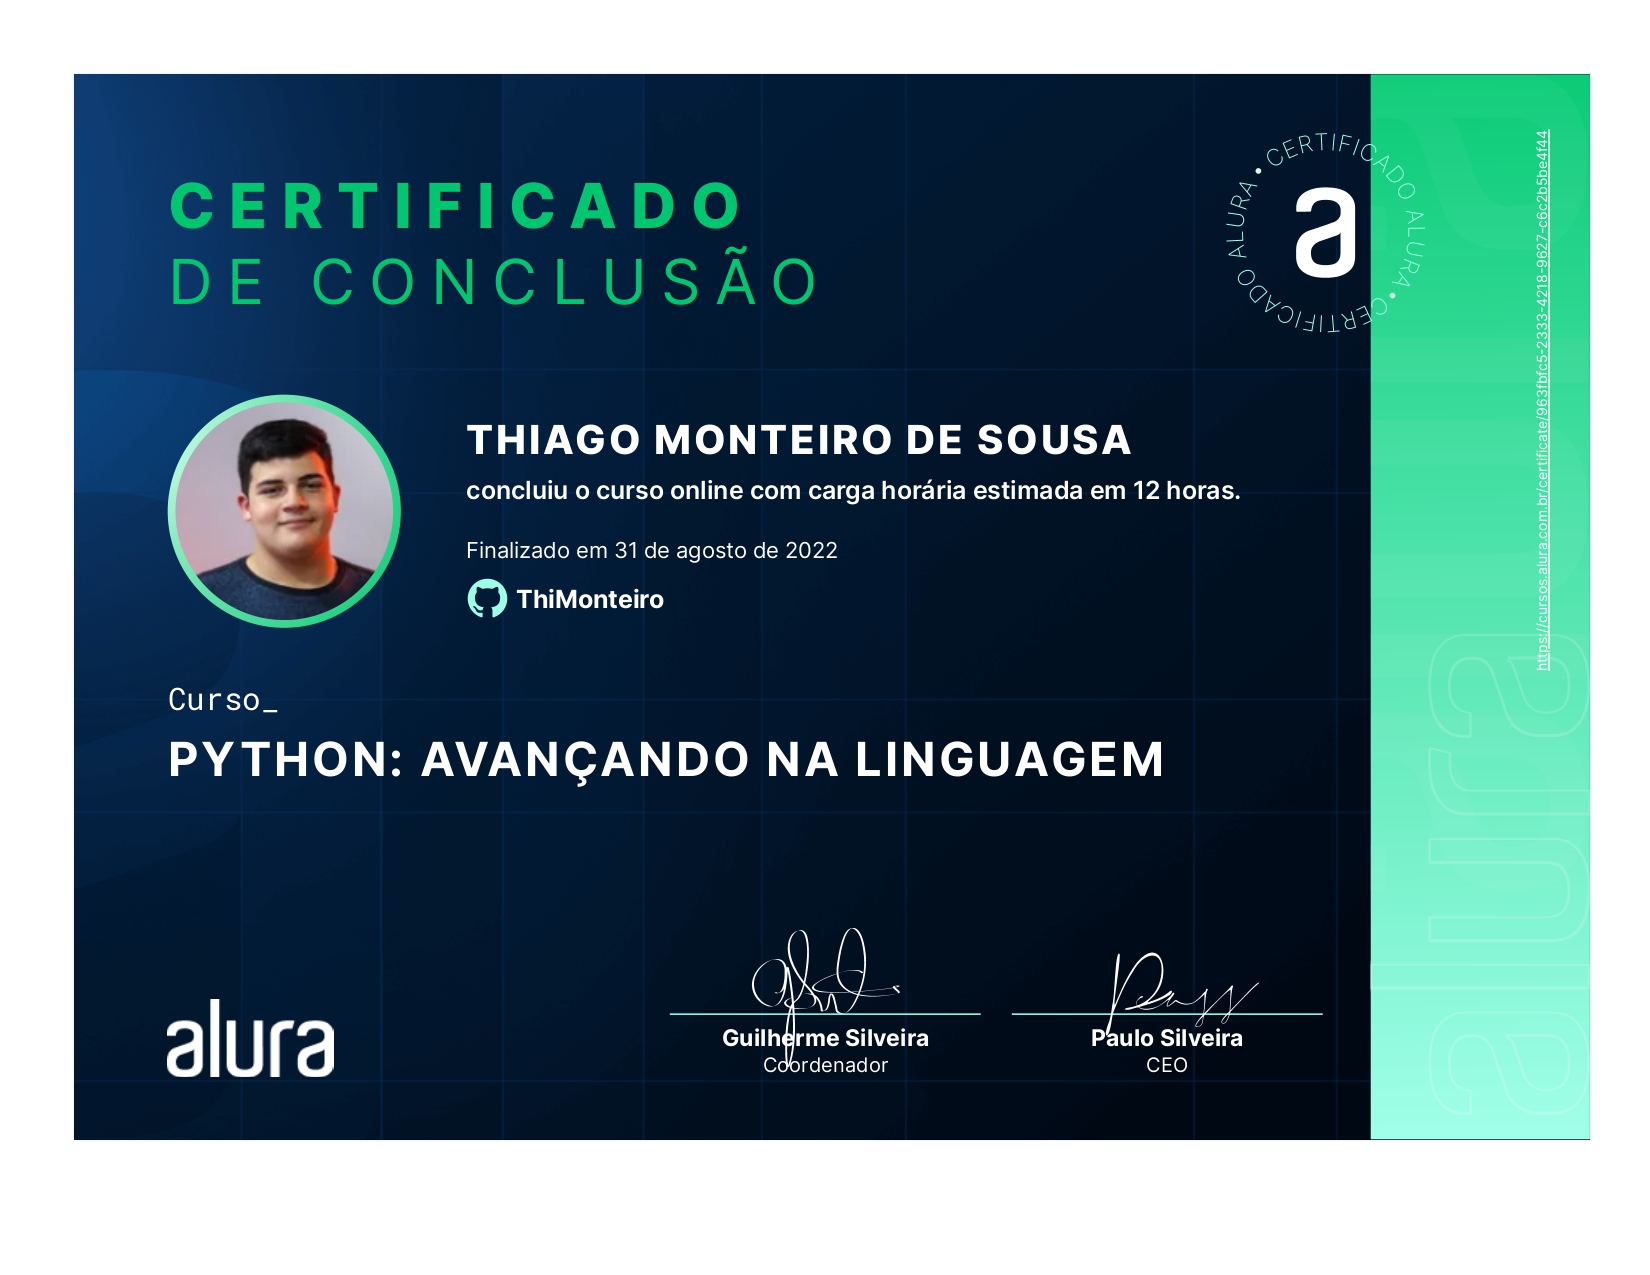 CERTIFICADO
DE CONCLUSÃO
CERTIFICADO ALURA • CERTIFICADO ALURA •
a
THIAGO MONTEIRO DE SOUSA
concluiu o curso online com carga horária estimada em 12 horas.
Finalizado em 31 de agosto de 2022
ThiMonteiro
Curso_
PYTHON: AVANÇANDO NA LINGUAGEM
alura
Guilherme Silveira
Coordenador
Paulo Silveira
CEO
https://cursos.alura.com.br/certificate/963fbfc5-2333-4218-9627-c6c2b5be4f44
alura